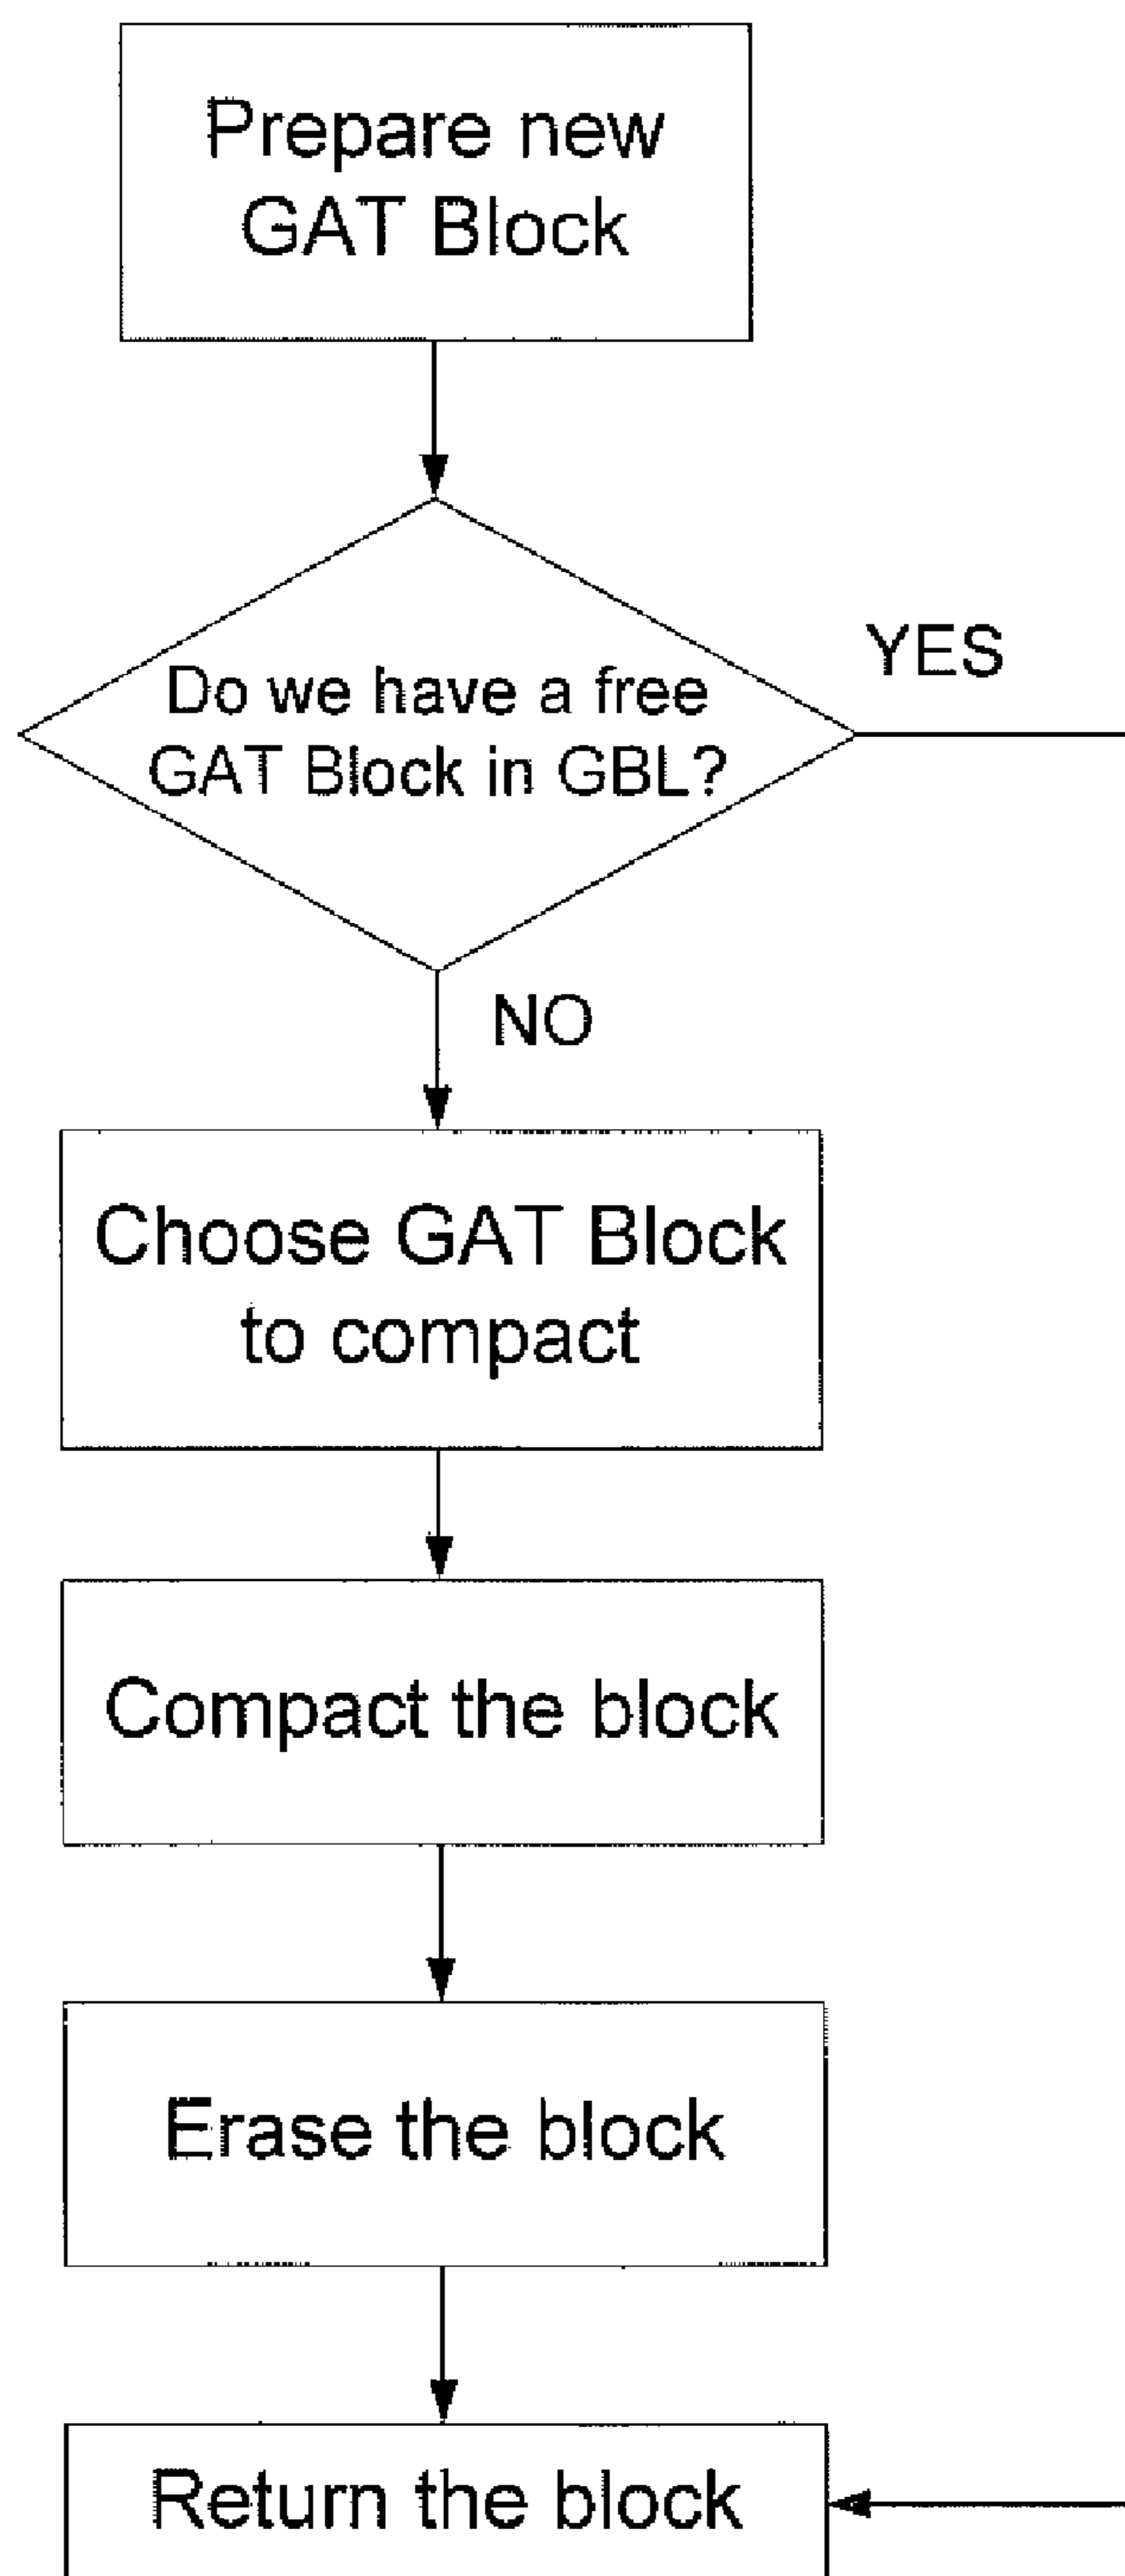 Prepare new
GAT Block
YES
Do we have a free
GAT Block in GBL?
NO
Choose GAT Block
to compact
Compact the block
Erase the block
Return the block